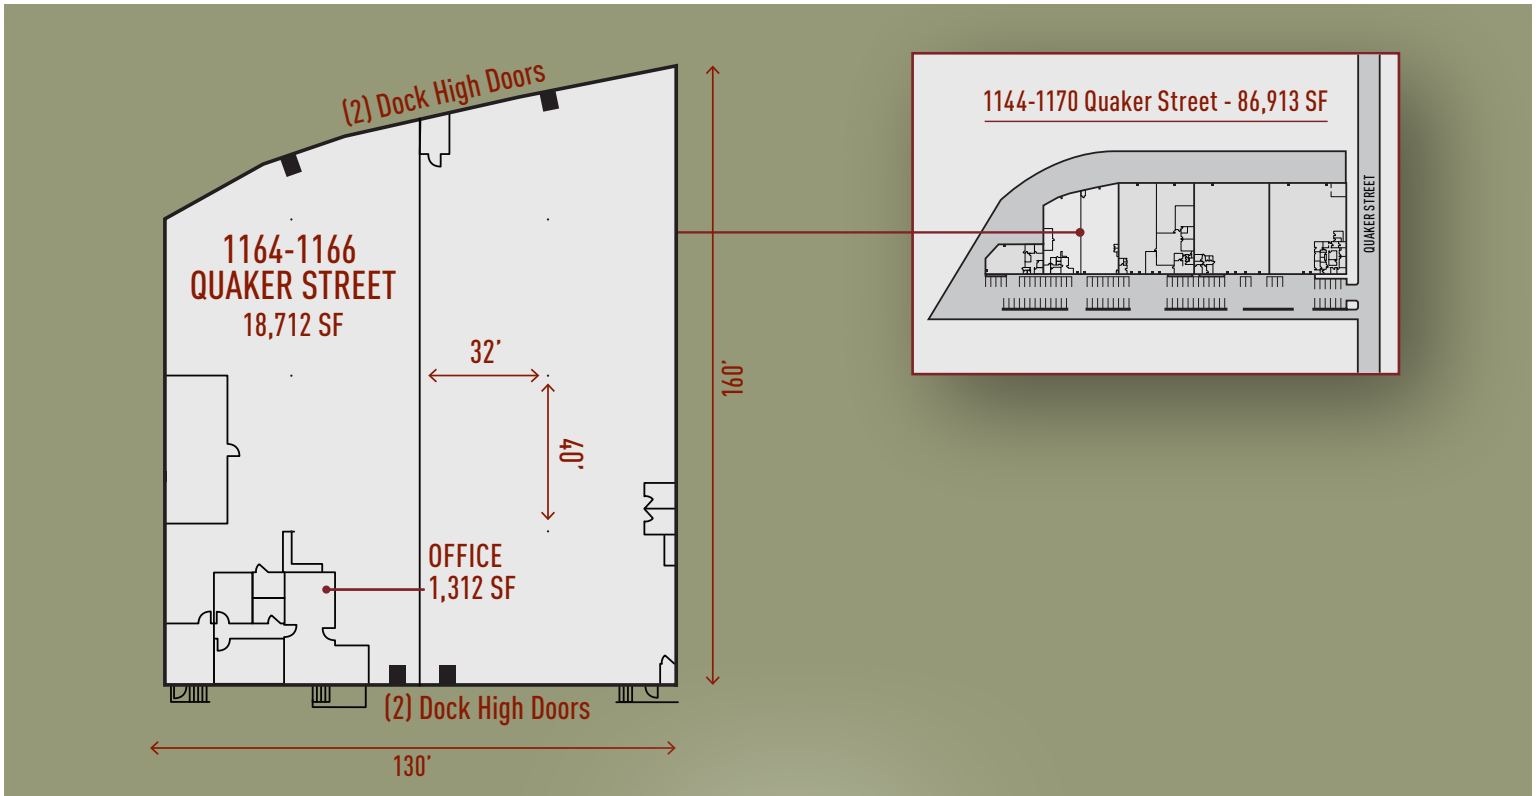 (2) Dock High Doors
1144-1170 Quaker Street - 86,913 SF
QUAKER STREET
1164-1166
QUAKER STREET
18,712 SF
32’
160’
40’
OFFICE
1,312 SF
(2) Dock High Doors
130’